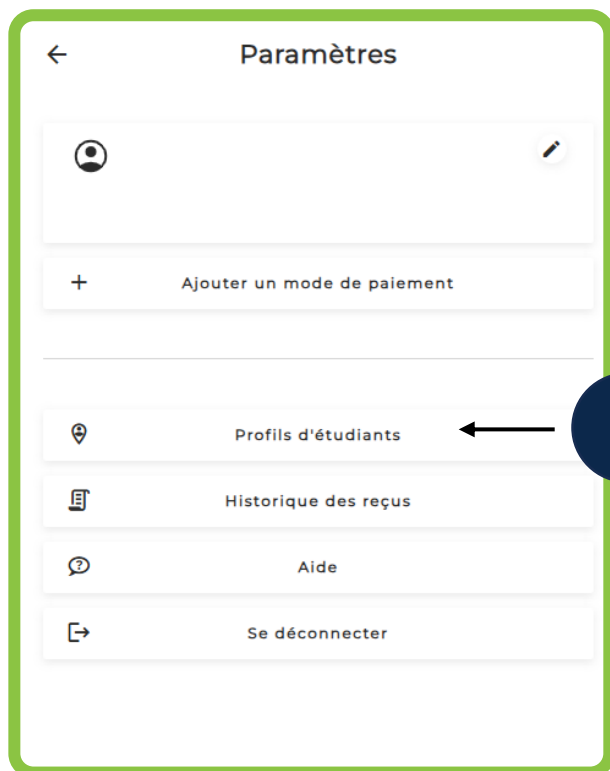 Paramètres
Ajouter un mode de paiement
Profils d'étudiants
Historique des reçus
Aide
Se déconnecter